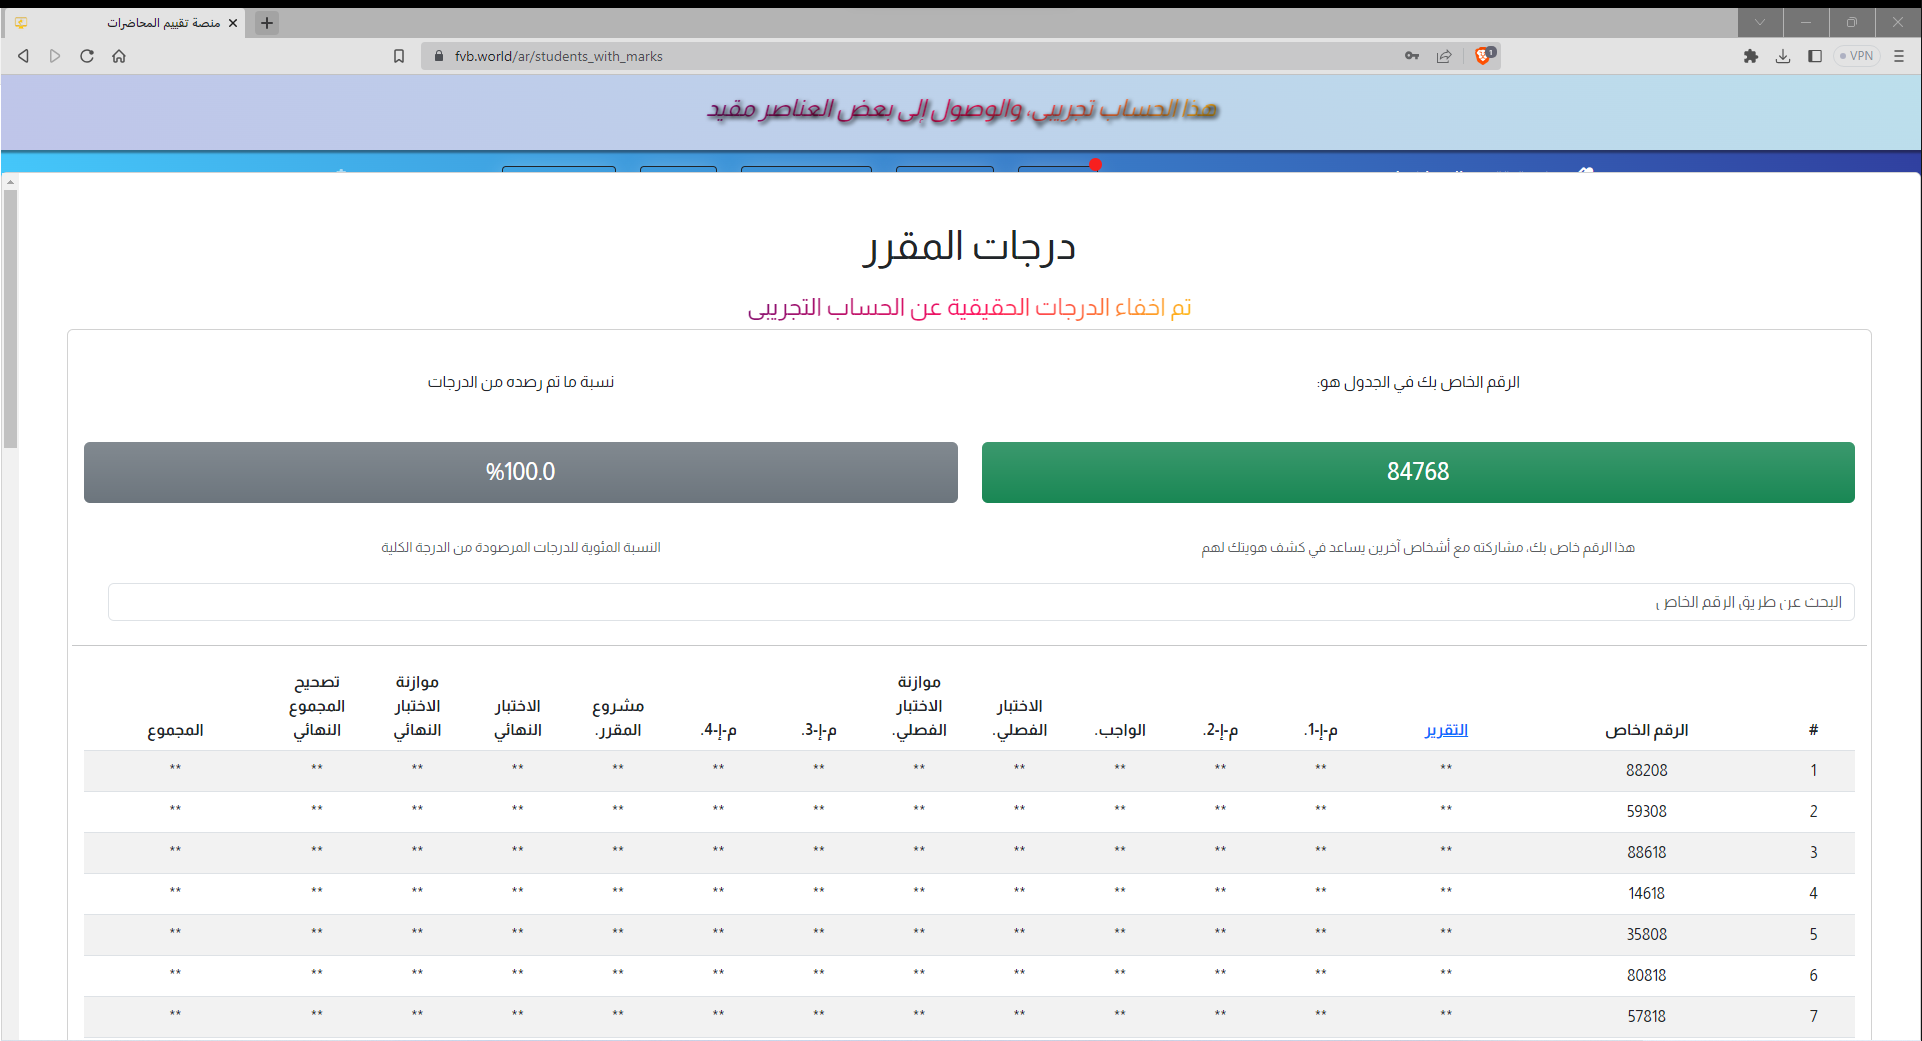 منصة تقييم المحاضرات
fvb.world/ar/students_with_marks
1
VPN
هذا الحساب تجريبي، والوصول إلى بعض العناصر مقيد
درجات المقرر
تم اخفاء الدرجات الحقيقية عن الحساب التجريبى
الرقم الخاص بك في الجدول هو:
نسبة ما تم رصده من الدرجات
84768
%100.0
هذا الرقم خاص بك، مشاركته مع أشخاص آخرين يساعد في كشف هويتك لهم
النسبة المئوية للدرجات المرصودة من الدرجة الكلية
البحث عن طريق الرقم الخاص
# الرقم الخاص التقرير م-إ-1. م-إ-2. الواجب. الاختبار الفصلي. موازنة الاختبار الفصلي. م-إ-3. م-إ-4. مشروع المقرر. الاختبار النهائي موازنة الاختبار النهائي تصحيح المجموع النهائي المجموع
1 88208 ** ** ** ** ** ** ** ** ** ** ** ** **
2 59308 ** ** ** ** ** ** ** ** ** ** ** ** **
3 88618 ** ** ** ** ** ** ** ** ** ** ** ** **
4 14618 ** ** ** ** ** ** ** ** ** ** ** ** **
5 35808 ** ** ** ** ** ** ** ** ** ** ** ** **
6 80818 ** ** ** ** ** ** ** ** ** ** ** ** **
7 57818 ** ** ** ** ** ** ** ** ** ** ** ** **